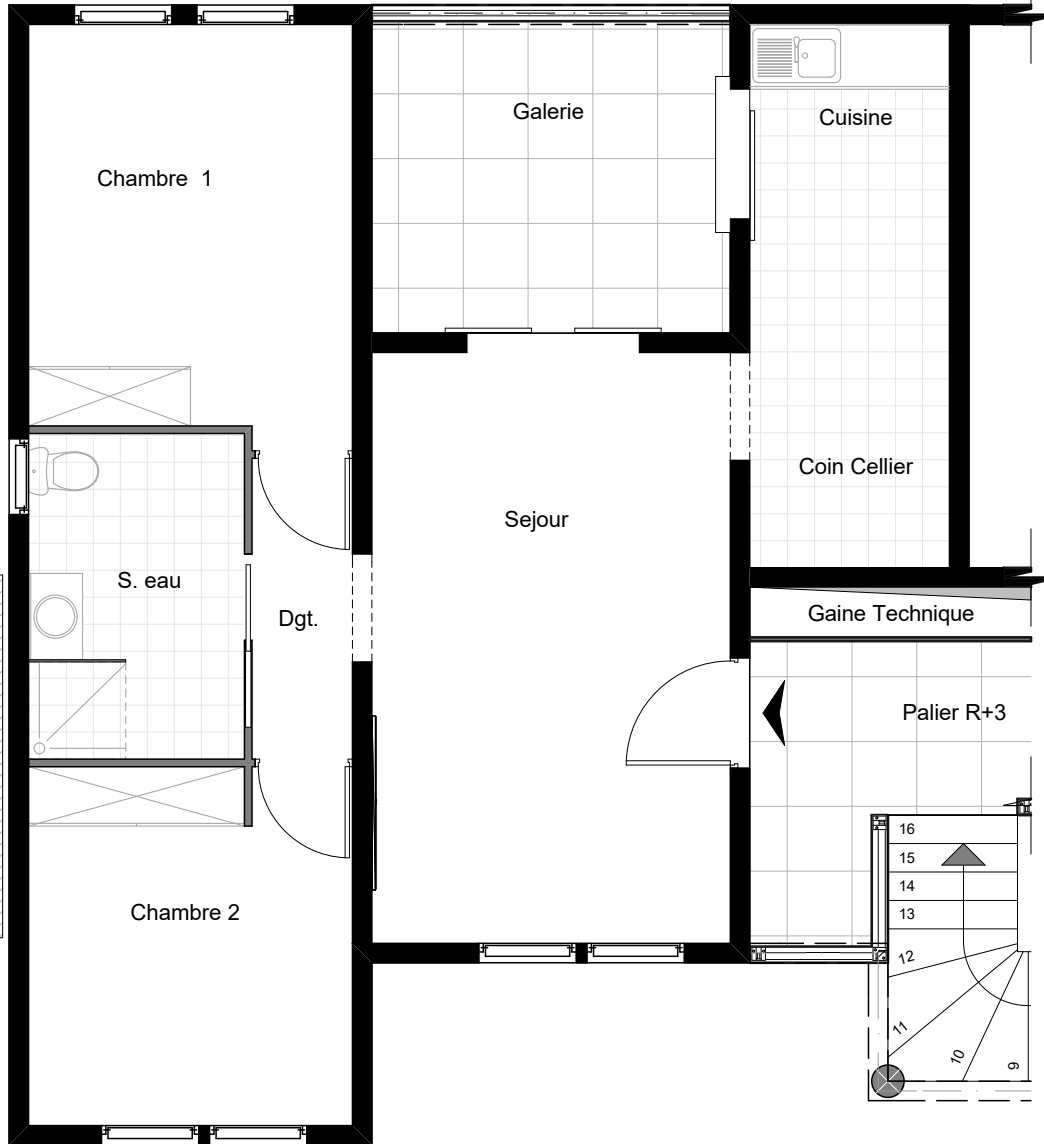 Galerie
Cuisine
Chambre 1
Coin Cellier
Sejour
S. eau
Dgt.
Gaine Technique
Palier R+3
16
15
14
13
12
11
10
9
Chambre 2